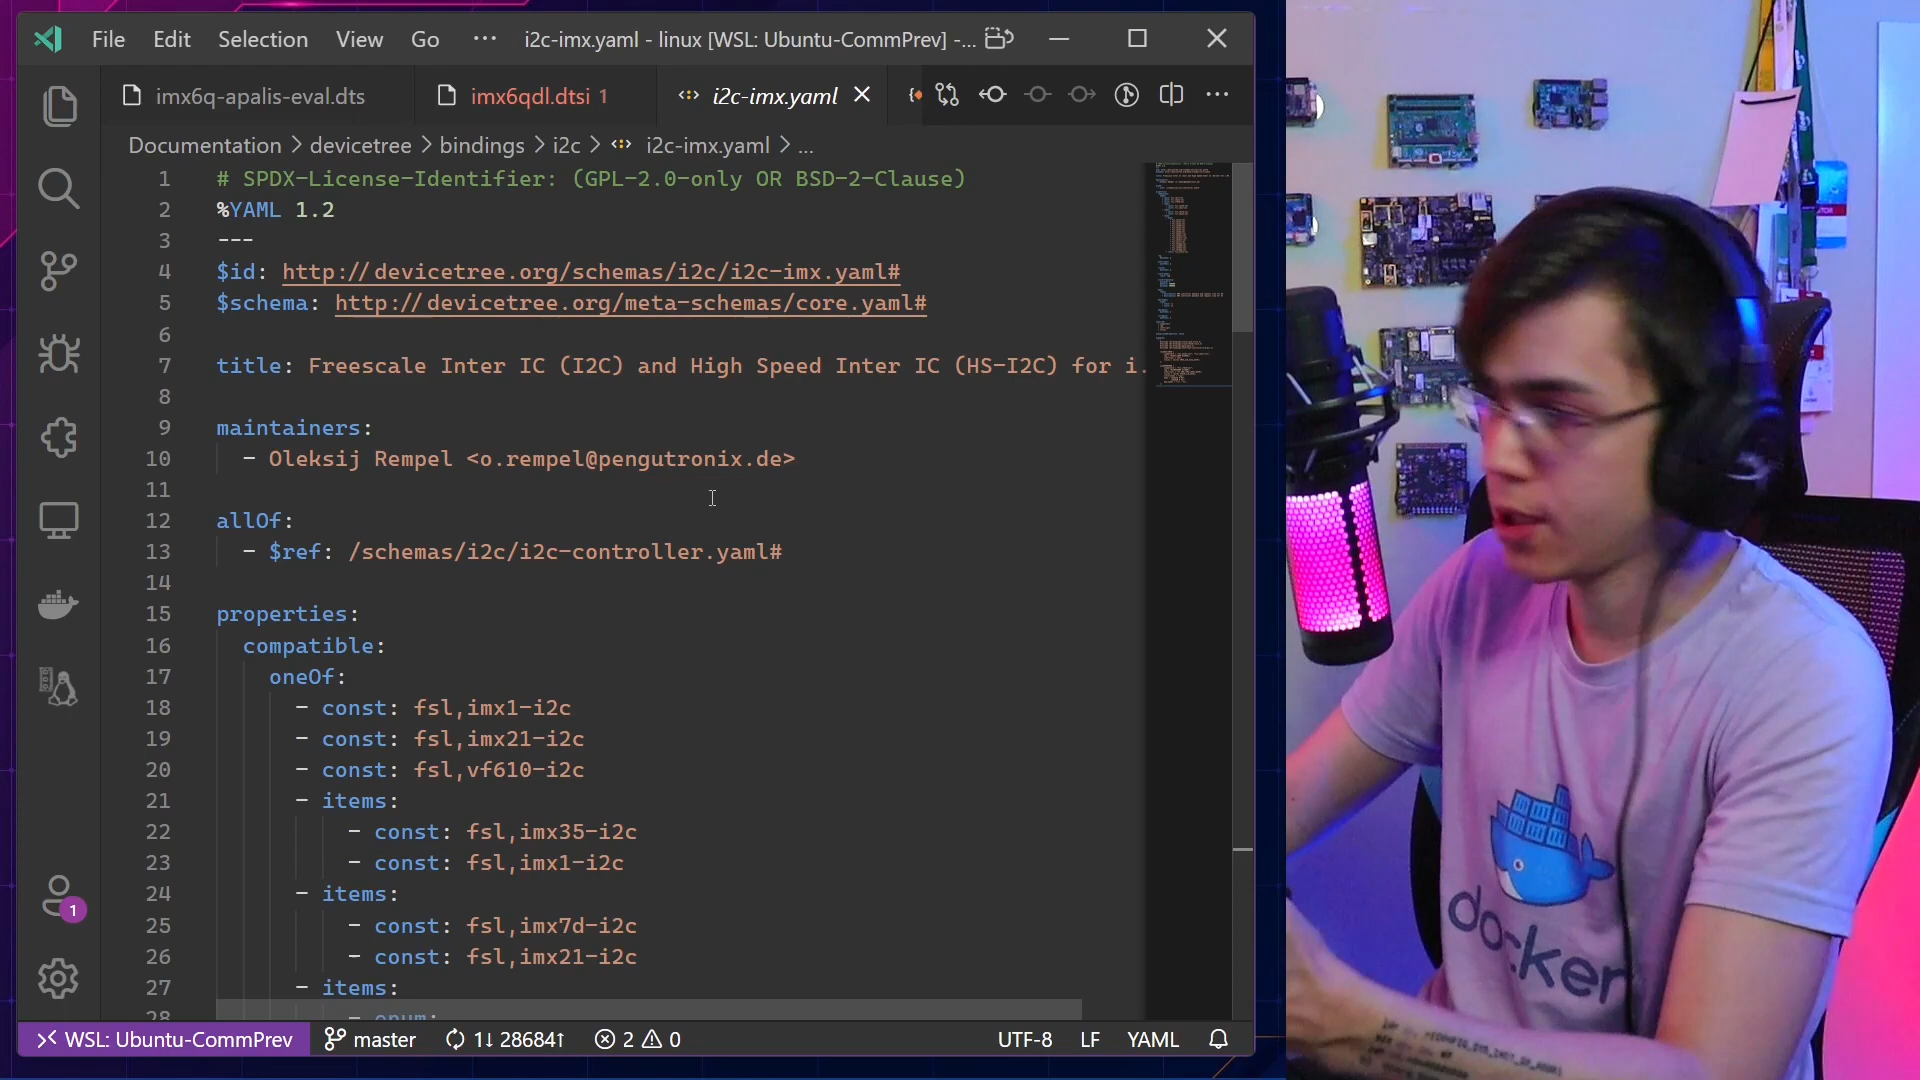 File Edit Selection View Go ··· i2c-imx.yaml - linux [WSL: Ubuntu-CommPrev] -...
imx6q-apalis-eval.dts imx6qdl.dtsi 1 i2c-imx.yaml
Documentation > devicetree > bindings > i2c > i2c-imx.yaml > ...
1 # SPDX-License-Identifier: (GPL-2.0-only OR BSD-2-Clause)
2 %YAML 1.2
3 ---
4 $id: http://devicetree.org/schemas/i2c/i2c-imx.yaml#
5 $schema: http://devicetree.org/meta-schemas/core.yaml#
6
7 title: Freescale Inter IC (I2C) and High Speed Inter IC (HS-I2C) for i.
8
9 maintainers:
10 - Oleksij Rempel <o.rempel@pengutronix.de>
11
12 allOf:
13 - $ref: /schemas/i2c/i2c-controller.yaml#
14
15 properties:
16 compatible:
17 oneOf:
18 - const: fsl,imx1-i2c
19 - const: fsl,imx21-i2c
20 - const: fsl,vf610-i2c
21 - items:
22 - const: fsl,imx35-i2c
23 - const: fsl,imx1-i2c
24 - items:
25 - const: fsl,imx7d-i2c
26 - const: fsl,imx21-i2c
27 - items:
28 - enum:
1
WSL: Ubuntu-CommPrev master 1↓ 28684↑ 2 0 UTF-8 LF YAML
docker